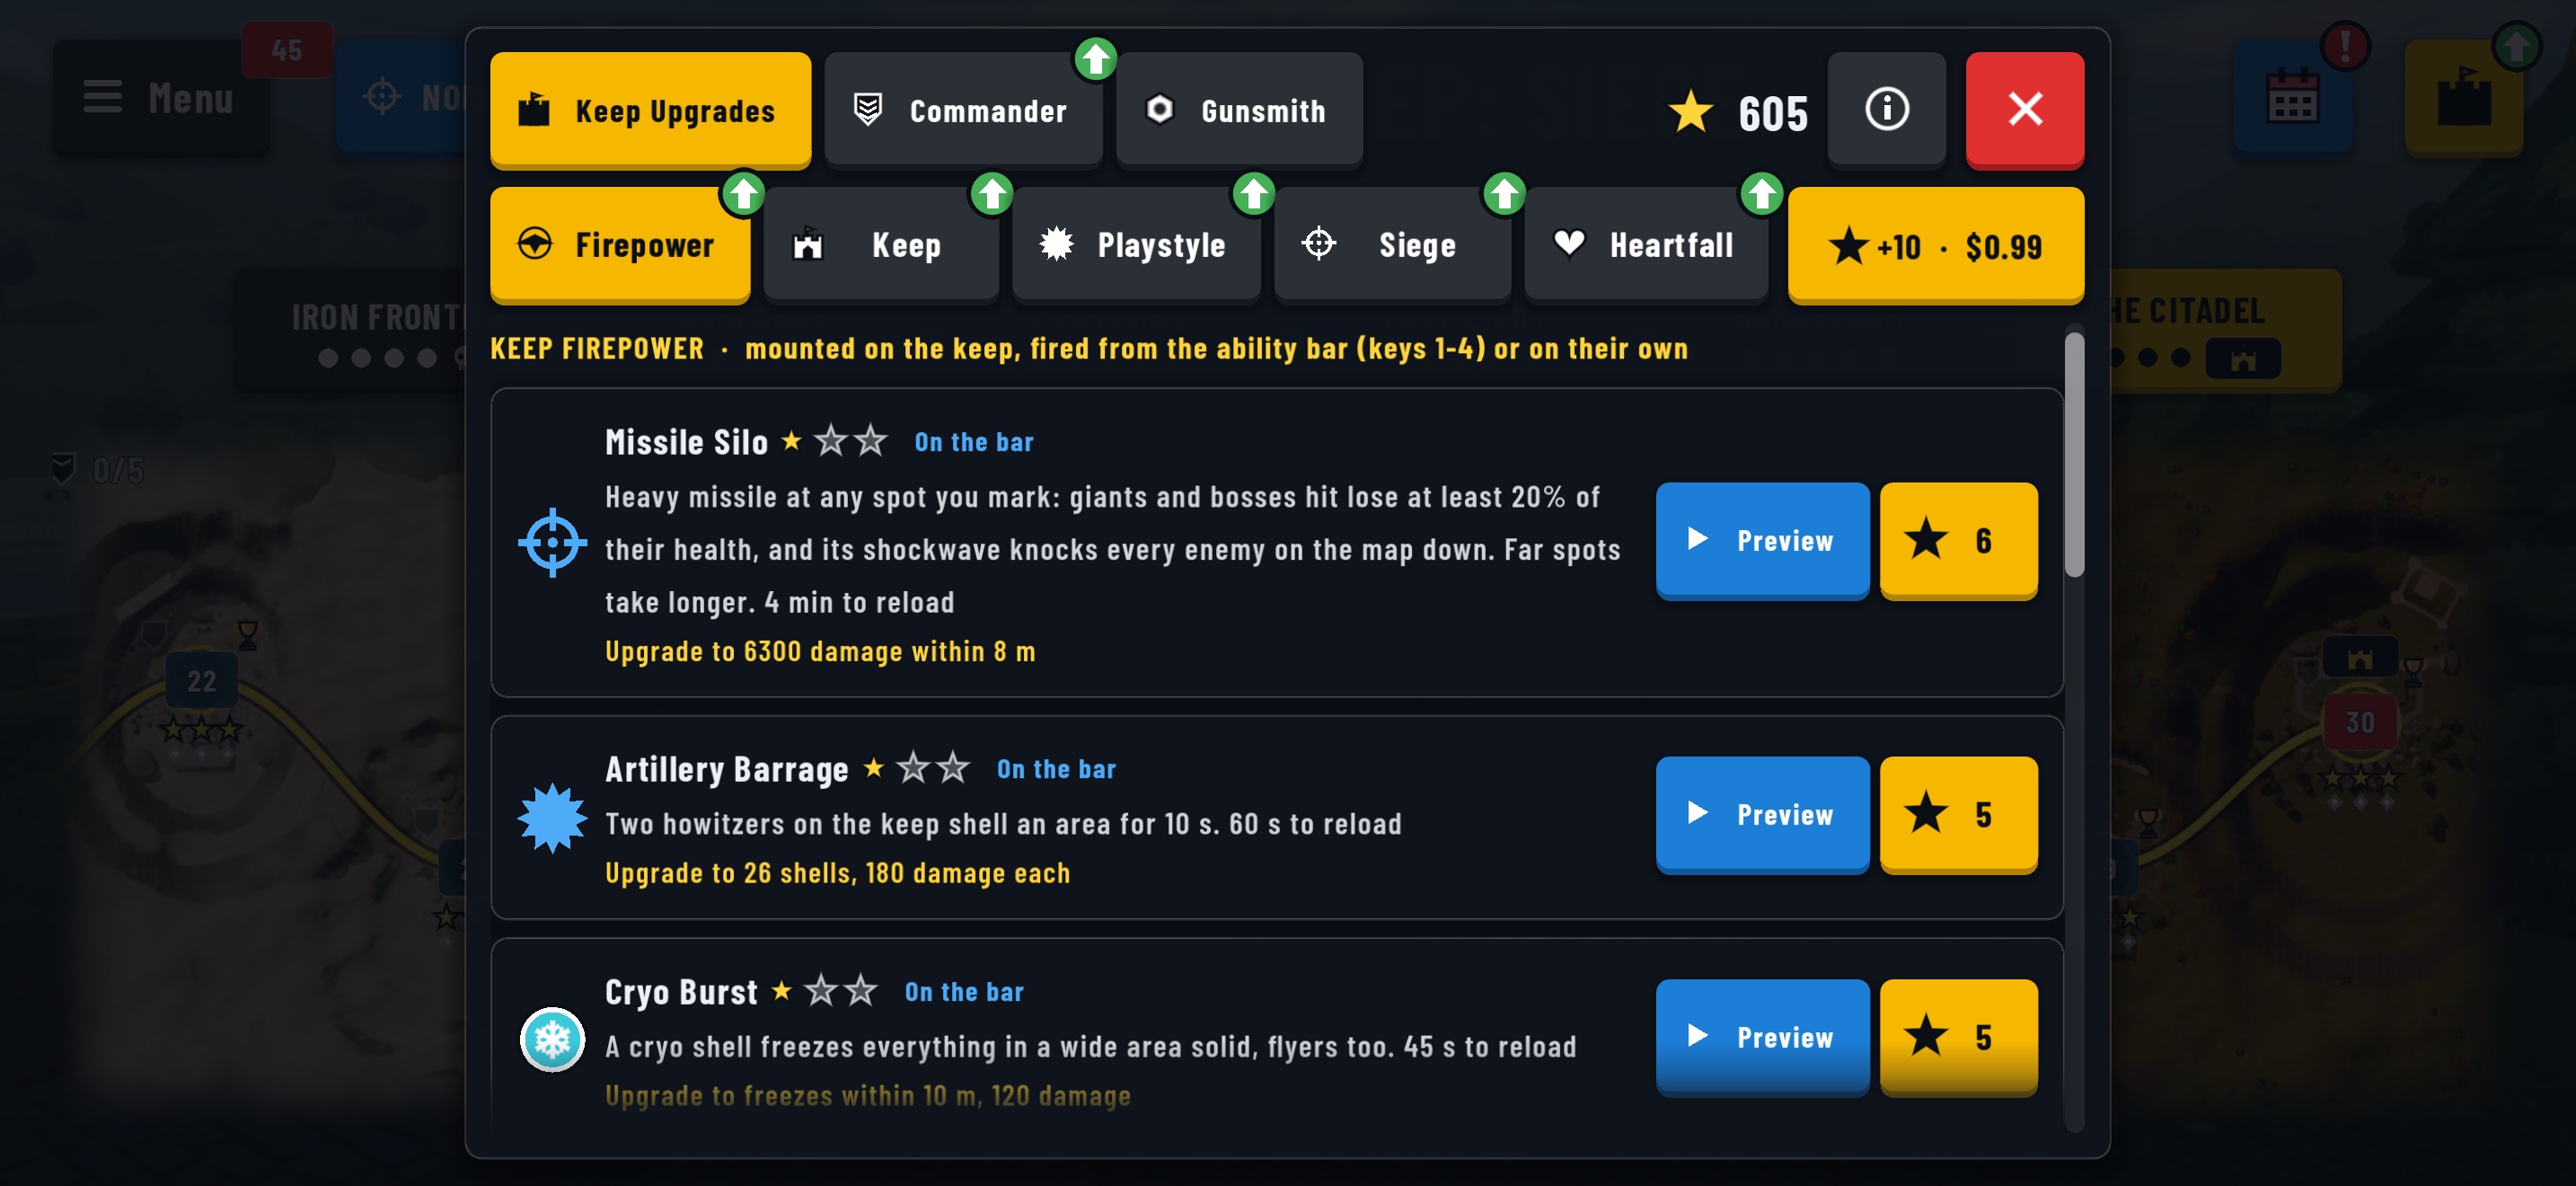 45
Menu
Keep Upgrades
Commander
Gunsmith
605
Firepower
Keep
Playstyle
Siege
Heartfall
+10 · $0.99
IRON FRONT
HE CITADEL
KEEP FIREPOWER · mounted on the keep, fired from the ability bar (keys 1-4) or on their own
0/5
Missile Silo
On the bar
Heavy missile at any spot you mark: giants and bosses hit lose at least 20% of
their health, and its shockwave knocks every enemy on the map down. Far spots
take longer. 4 min to reload
Upgrade to 6300 damage within 8 m
Preview
6
22
30
Artillery Barrage
On the bar
Two howitzers on the keep shell an area for 10 s. 60 s to reload
Upgrade to 26 shells, 180 damage each
Preview
5
Cryo Burst
On the bar
A cryo shell freezes everything in a wide area solid, flyers too. 45 s to reload
Upgrade to freezes within 10 m, 120 damage
Preview
5